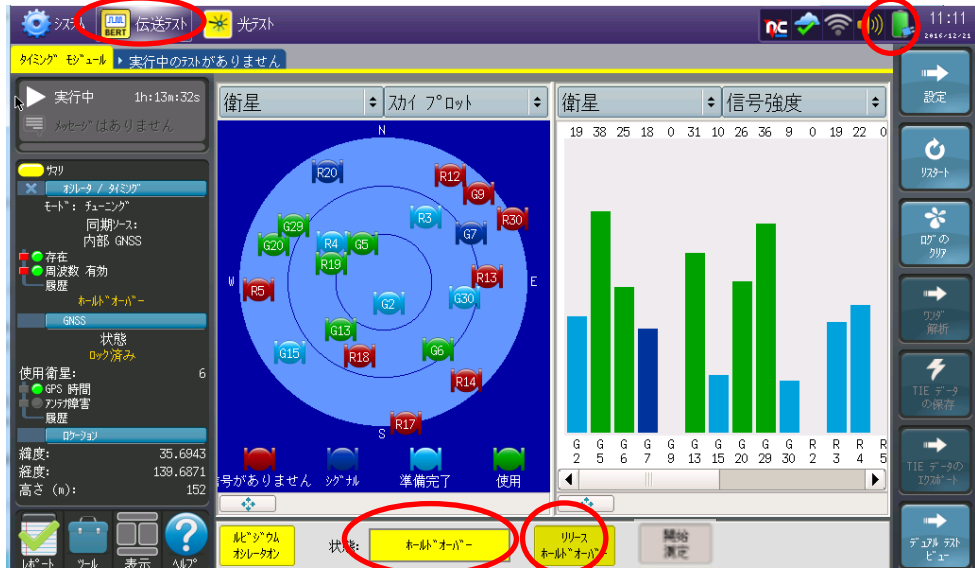 システム
JLMN.
BERT
伝送テスト
光テスト
nc
11:11
2016/12/21
タイミング モジュール
実行中のテストがありません
実行中
1h:13m:32s
メッセージはありません
サマリ
オシレータ / タイミング
モード: チューニング
同期ソース:
内部 GNSS
存在
周波数 有効
履歴
ホールドオーバー
GNSS
状態
ロック済み
使用衛星: 6
GPS 時間
アンテナ障害
履歴
ロケーション
緯度: 35.6943
経度: 139.6871
高さ (m): 152
レポート
ツール
表示
ヘルプ
衛星
スカイ プロット
N
R20
R12
G9
R3
R30
G29
G7
G20
R4
G5
R19
R13
W
R5
E
G2
G30
G13
G15
R18
G6
R14
R17
S
号がありません
シグナル
準備完了
使用
衛星
信号強度
19 38 25 18 0 31 10 26 36 9 0 19 22 0
G G G G G G G G G G R R R R
2 5 6 7 9 13 15 20 29 30 2 3 4 5
ルビジウム
オシレータオン
状態:
ホールドオーバー
リリース
ホールドオーバー
開始
測定
設定
リスタート
ログの
クリア
ワンダ
解析
TIE データ
の保存
TIE データの
エクスポート
デュアル テスト
ビュー